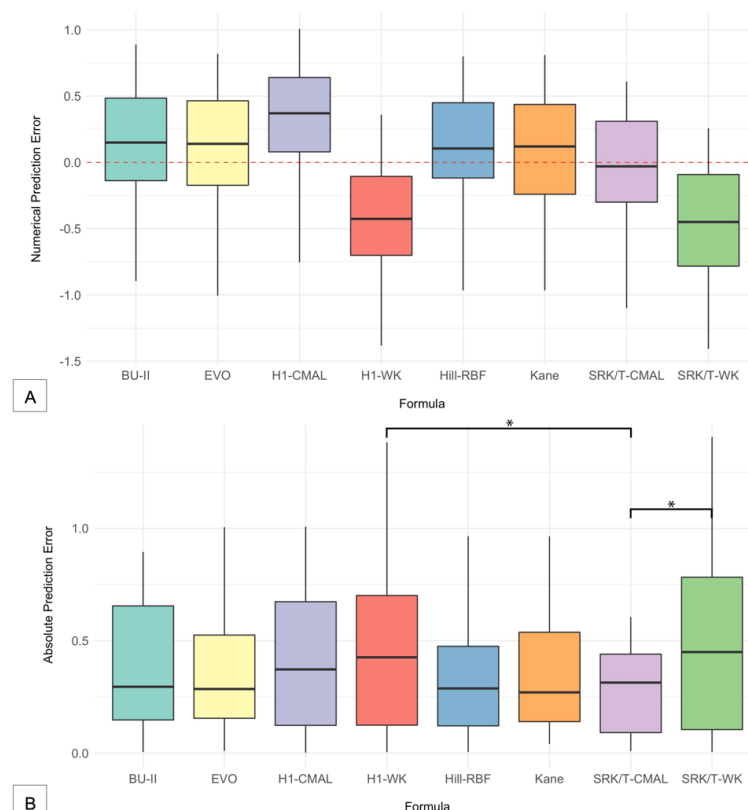 1.0
0.5
Numerical Prediction Error
0.0
-0.5
-1.0
-1.5
BU-II EVO H1-CMAL H1-WK Hill-RBF Kane SRK/T-CMAL SRK/T-WK
A
Formula
*
*
1.0
Absolute Prediction Error
0.5
0.0
BU-II EVO H1-CMAL H1-WK Hill-RBF Kane SRK/T-CMAL SRK/T-WK
B
Formula